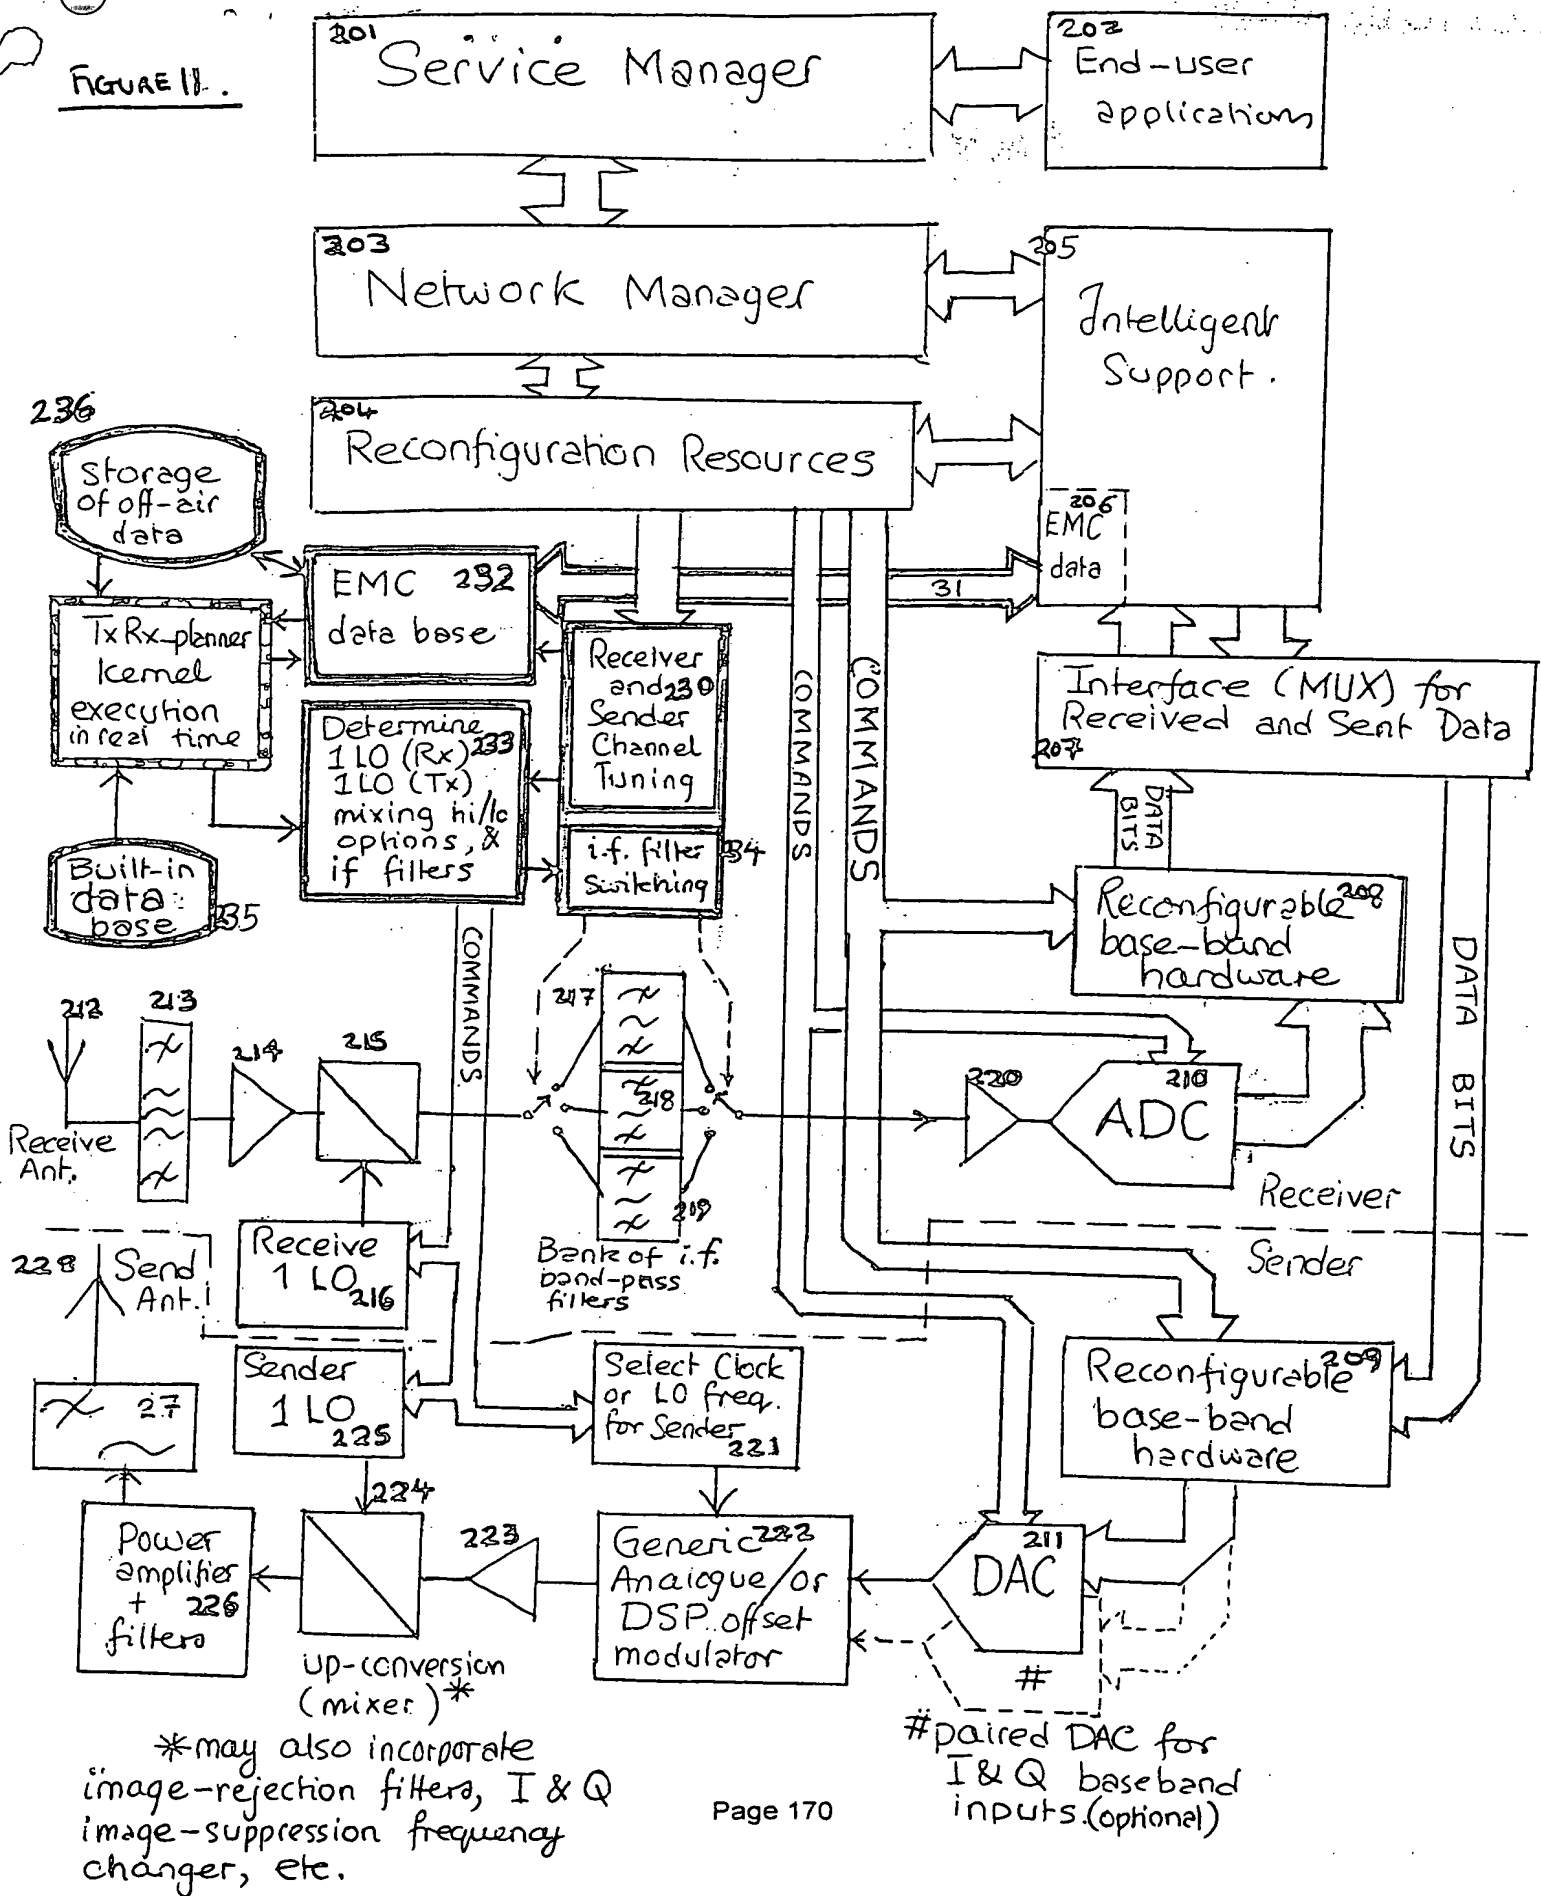 FIGURE 11.
201
Service Manager
202
End-user
applications
203
Network Manager
205
Intelligent
Support.
204
Reconfiguration Resources
206
EMC
data
236
Storage
of off-air
data
EMC 232
data base
31
TxRx-planner
kernel
execution
in real time
Receiver
and 230
Sender
Channel
Tuning
Determine
1 LO (Rx) 233
1 LO (Tx)
mixing hi/lo
options, &
if filters
i.f. filter 234
switching
Built-in
data
base 235
COMMANDS
COMMANDS
COMMANDS
Interface (MUX) for
Received and Sent Data
207
DATA
BITS
Reconfigurable 208
base-band
hardware
DATA BITS
212
213
214
215
217
218
219
220
210
ADC
Receive
Ant.
Receiver
Receive
1 LO 216
Bank of i.f.
band-pass
filters
Sender
228
Send
Ant.
Sender
1 LO
225
Select Clock
or LO freq.
for Sender
221
Reconfigurable 209
base-band
hardware
27
224
223
Power
amplifier
+ 226
filters
Generic 222
Analogue/or
DSP offset
modulator
211
DAC
up-conversion
(mixer) *
#
*may also incorporate
image-rejection filters, I & Q
image-suppression frequency
changer, etc.
#paired DAC for
I & Q baseband
inputs.(optional)
Page 170